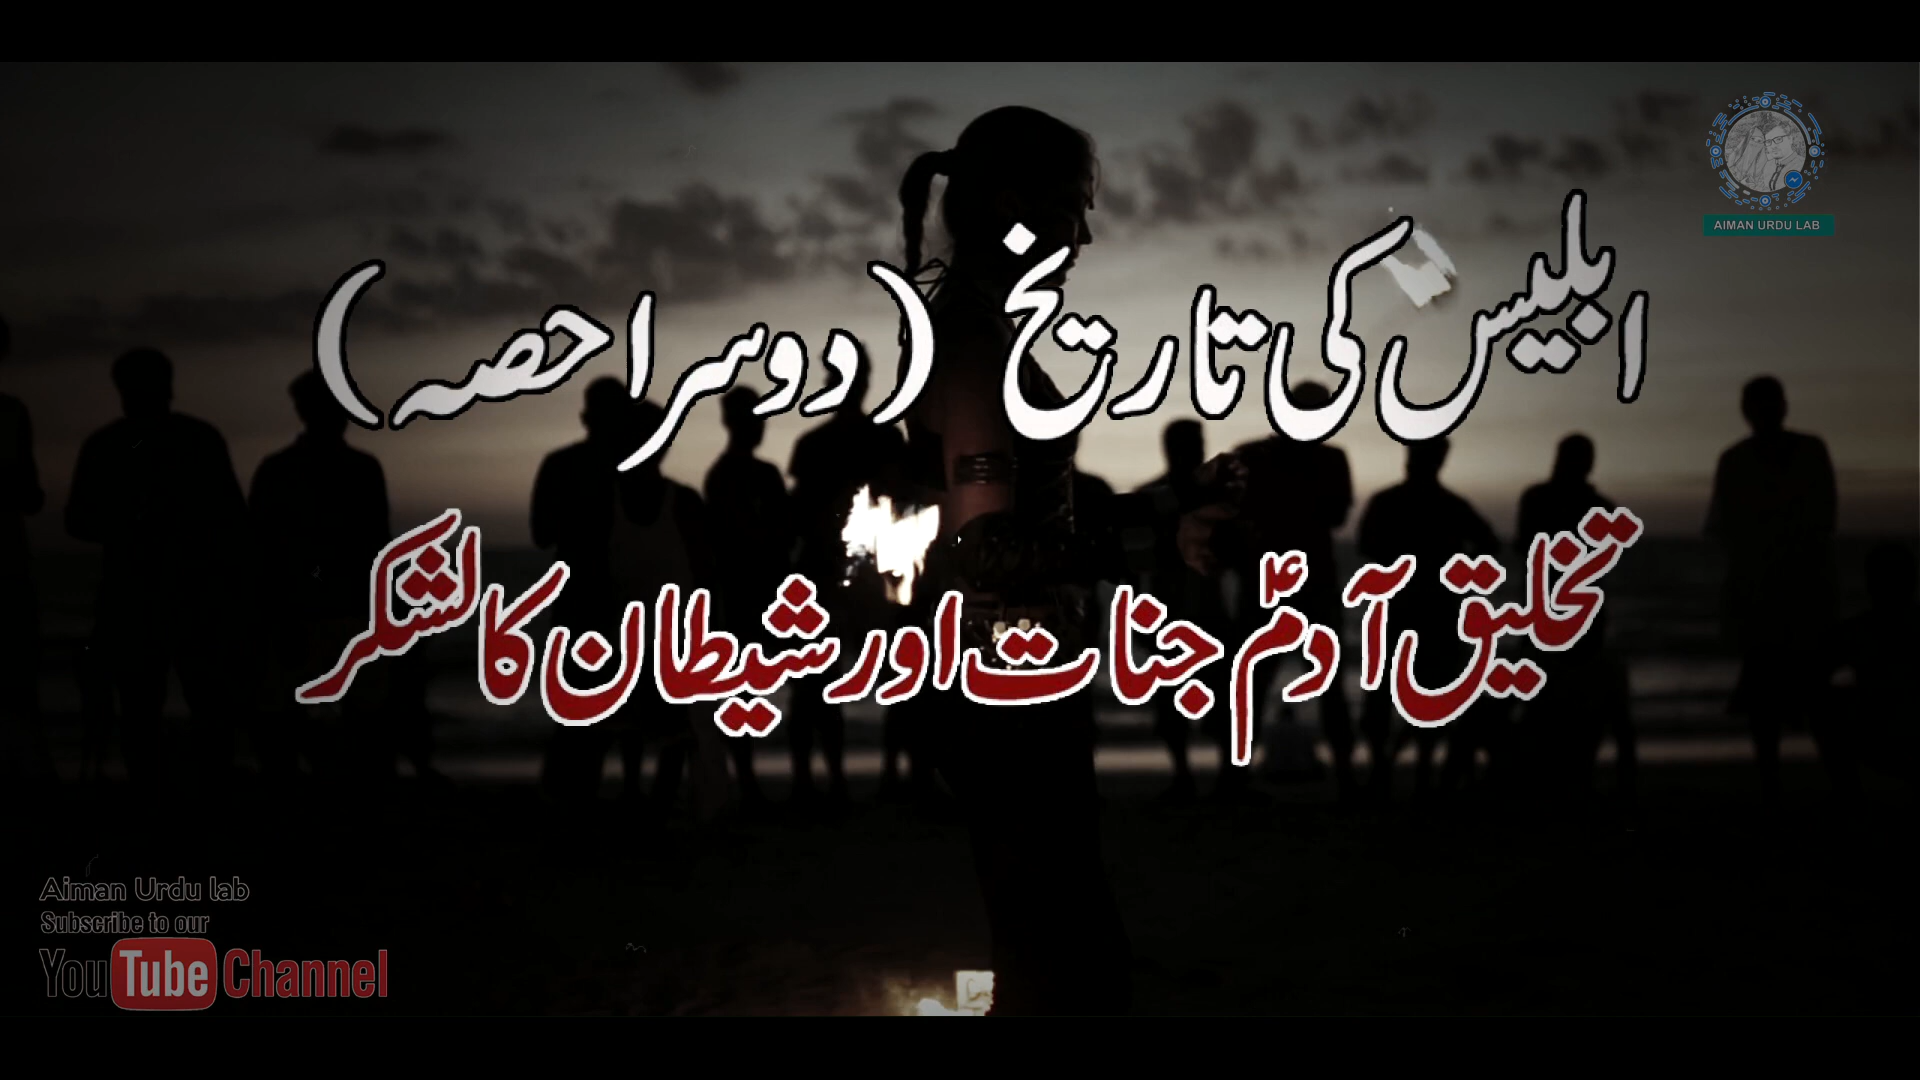 AIMAN URDU LAB
ابلیس کی تاریخ (دوسرا حصہ)
تخلیق آدمؑ جنات اور شیطان کا لشکر
Aiman Urdu lab
Subscribe to our
YouTube Channel